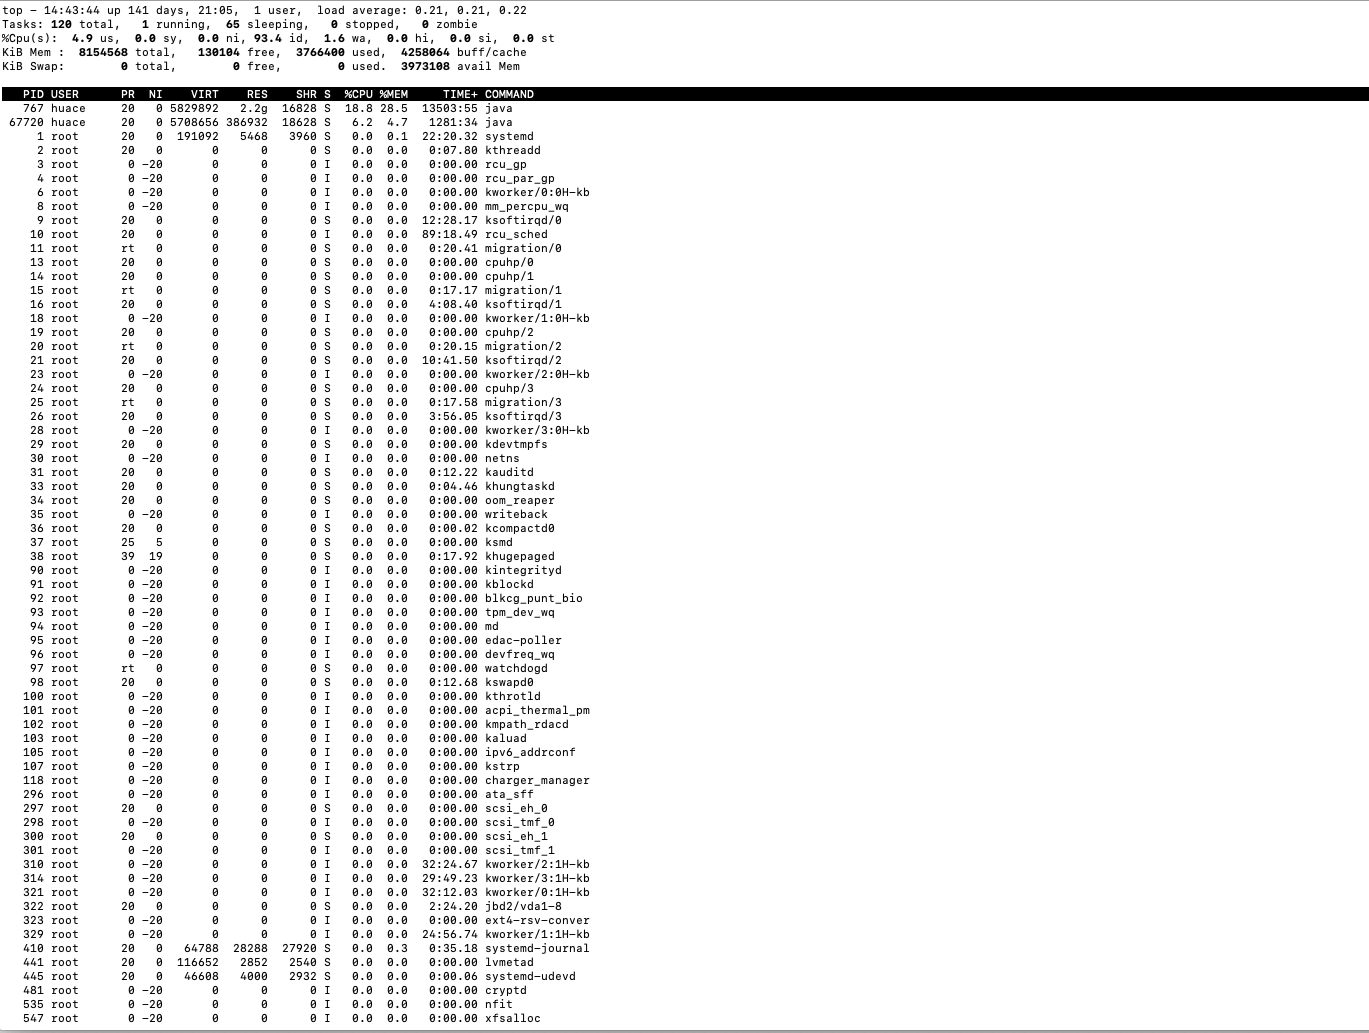 top - 14:43:44 up 141 days, 21:05,  1 user,  load average: 0.21, 0.21, 0.22
Tasks: 120 total,   1 running,  65 sleeping,   0 stopped,   0 zombie
%Cpu(s):  4.9 us,  0.0 sy,  0.0 ni, 93.4 id,  1.6 wa,  0.0 hi,  0.0 si,  0.0 st
KiB Mem :  8154568 total,   130104 free,  3766400 used,  4258064 buff/cache
KiB Swap:        0 total,        0 free,        0 used.  3973108 avail Mem
PID USER      PR  NI    VIRT    RES    SHR S  %CPU %MEM     TIME+ COMMAND
767 huace     20   0 5829892   2.2g  16828 S  18.8 28.5  13503:55 java
67720 huace     20   0 5708656 386932  18628 S   6.2  4.7   1281:34 java
1 root      20   0  191092   5468   3960 S   0.0  0.1  22:20.32 systemd
2 root      20   0       0      0      0 S   0.0  0.0   0:07.80 kthreadd
3 root       0 -20       0      0      0 I   0.0  0.0   0:00.00 rcu_gp
4 root       0 -20       0      0      0 I   0.0  0.0   0:00.00 rcu_par_gp
6 root       0 -20       0      0      0 I   0.0  0.0   0:00.00 kworker/0:0H-kb
8 root       0 -20       0      0      0 I   0.0  0.0   0:00.00 mm_percpu_wq
9 root      20   0       0      0      0 S   0.0  0.0  12:28.17 ksoftirqd/0
10 root      20   0       0      0      0 I   0.0  0.0  89:18.49 rcu_sched
11 root      rt   0       0      0      0 S   0.0  0.0   0:20.41 migration/0
13 root      20   0       0      0      0 S   0.0  0.0   0:00.00 cpuhp/0
14 root      20   0       0      0      0 S   0.0  0.0   0:00.00 cpuhp/1
15 root      rt   0       0      0      0 S   0.0  0.0   0:17.17 migration/1
16 root      20   0       0      0      0 S   0.0  0.0   4:08.40 ksoftirqd/1
18 root       0 -20       0      0      0 I   0.0  0.0   0:00.00 kworker/1:0H-kb
19 root      20   0       0      0      0 S   0.0  0.0   0:00.00 cpuhp/2
20 root      rt   0       0      0      0 S   0.0  0.0   0:20.15 migration/2
21 root      20   0       0      0      0 S   0.0  0.0  10:41.50 ksoftirqd/2
23 root       0 -20       0      0      0 I   0.0  0.0   0:00.00 kworker/2:0H-kb
24 root      20   0       0      0      0 S   0.0  0.0   0:00.00 cpuhp/3
25 root      rt   0       0      0      0 S   0.0  0.0   0:17.58 migration/3
26 root      20   0       0      0      0 S   0.0  0.0   3:56.05 ksoftirqd/3
28 root       0 -20       0      0      0 I   0.0  0.0   0:00.00 kworker/3:0H-kb
29 root      20   0       0      0      0 S   0.0  0.0   0:00.00 kdevtmpfs
30 root       0 -20       0      0      0 I   0.0  0.0   0:00.00 netns
31 root      20   0       0      0      0 S   0.0  0.0   0:12.22 kauditd
33 root      20   0       0      0      0 S   0.0  0.0   0:04.46 khungtaskd
34 root      20   0       0      0      0 S   0.0  0.0   0:00.00 oom_reaper
35 root       0 -20       0      0      0 I   0.0  0.0   0:00.00 writeback
36 root      20   0       0      0      0 S   0.0  0.0   0:00.02 kcompactd0
37 root      25   5       0      0      0 S   0.0  0.0   0:00.00 ksmd
38 root      39  19       0      0      0 S   0.0  0.0   0:17.92 khugepaged
90 root       0 -20       0      0      0 I   0.0  0.0   0:00.00 kintegrityd
91 root       0 -20       0      0      0 I   0.0  0.0   0:00.00 kblockd
92 root       0 -20       0      0      0 I   0.0  0.0   0:00.00 blkcg_punt_bio
93 root       0 -20       0      0      0 I   0.0  0.0   0:00.00 tpm_dev_wq
94 root       0 -20       0      0      0 I   0.0  0.0   0:00.00 md
95 root       0 -20       0      0      0 I   0.0  0.0   0:00.00 edac-poller
96 root       0 -20       0      0      0 I   0.0  0.0   0:00.00 devfreq_wq
97 root      rt   0       0      0      0 S   0.0  0.0   0:00.00 watchdogd
98 root      20   0       0      0      0 S   0.0  0.0   0:12.68 kswapd0
100 root       0 -20       0      0      0 I   0.0  0.0   0:00.00 kthrotld
101 root       0 -20       0      0      0 I   0.0  0.0   0:00.00 acpi_thermal_pm
102 root       0 -20       0      0      0 I   0.0  0.0   0:00.00 kmpath_rdacd
103 root       0 -20       0      0      0 I   0.0  0.0   0:00.00 kaluad
105 root       0 -20       0      0      0 I   0.0  0.0   0:00.00 ipv6_addrconf
107 root       0 -20       0      0      0 I   0.0  0.0   0:00.00 kstrp
118 root       0 -20       0      0      0 I   0.0  0.0   0:00.00 charger_manager
296 root       0 -20       0      0      0 I   0.0  0.0   0:00.00 ata_sff
297 root      20   0       0      0      0 S   0.0  0.0   0:00.00 scsi_eh_0
298 root       0 -20       0      0      0 I   0.0  0.0   0:00.00 scsi_tmf_0
300 root      20   0       0      0      0 S   0.0  0.0   0:00.00 scsi_eh_1
301 root       0 -20       0      0      0 I   0.0  0.0   0:00.00 scsi_tmf_1
310 root       0 -20       0      0      0 I   0.0  0.0  32:24.67 kworker/2:1H-kb
314 root       0 -20       0      0      0 I   0.0  0.0  29:49.23 kworker/3:1H-kb
321 root       0 -20       0      0      0 I   0.0  0.0  32:12.03 kworker/0:1H-kb
322 root      20   0       0      0      0 S   0.0  0.0   2:24.20 jbd2/vda1-8
323 root       0 -20       0      0      0 I   0.0  0.0   0:00.00 ext4-rsv-conver
329 root       0 -20       0      0      0 I   0.0  0.0  24:56.74 kworker/1:1H-kb
410 root      20   0   64788  28288  27920 S   0.0  0.3   0:35.18 systemd-journal
441 root      20   0  116652   2852   2540 S   0.0  0.0   0:00.00 lvmetad
445 root      20   0   46608   4000   2932 S   0.0  0.0   0:00.06 systemd-udevd
481 root       0 -20       0      0      0 I   0.0  0.0   0:00.00 cryptd
535 root       0 -20       0      0      0 I   0.0  0.0   0:00.00 nfit
547 root       0 -20       0      0      0 I   0.0  0.0   0:00.00 xfsalloc